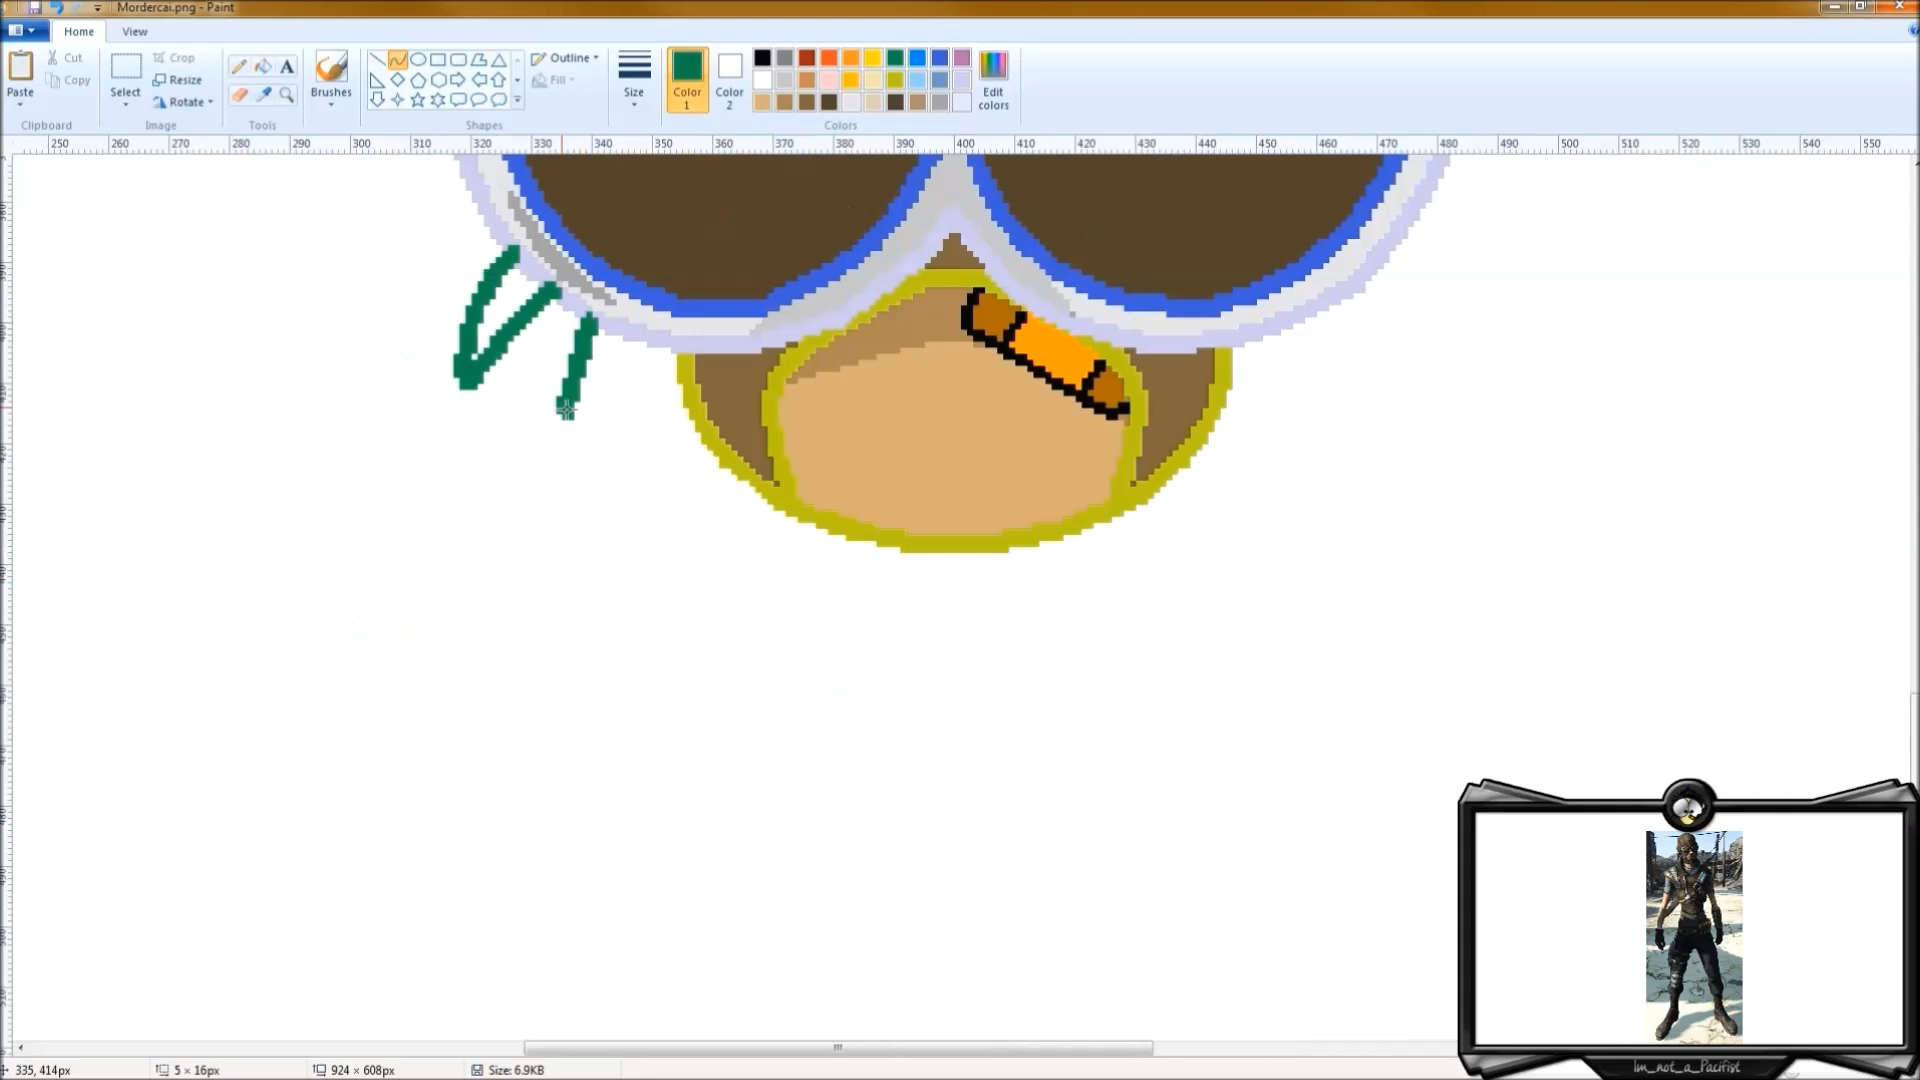 Mordercai.png - Paint
Home View
Paste Cut Copy Clipboard
Select Crop Resize Rotate Image
A Tools
Brushes
Outline Fill Shapes
Size
Color 1 Color 2 Edit colors Colors
250 260 270 280 290 300 310 320 330 340 350 360 370 380 390 400 410 420 430 440 450 460 470 480 490 500 510 520 530 540 550
335, 414px 5 × 16px 924 × 608px Size: 6.9KB
Im_not_a_Pacifist